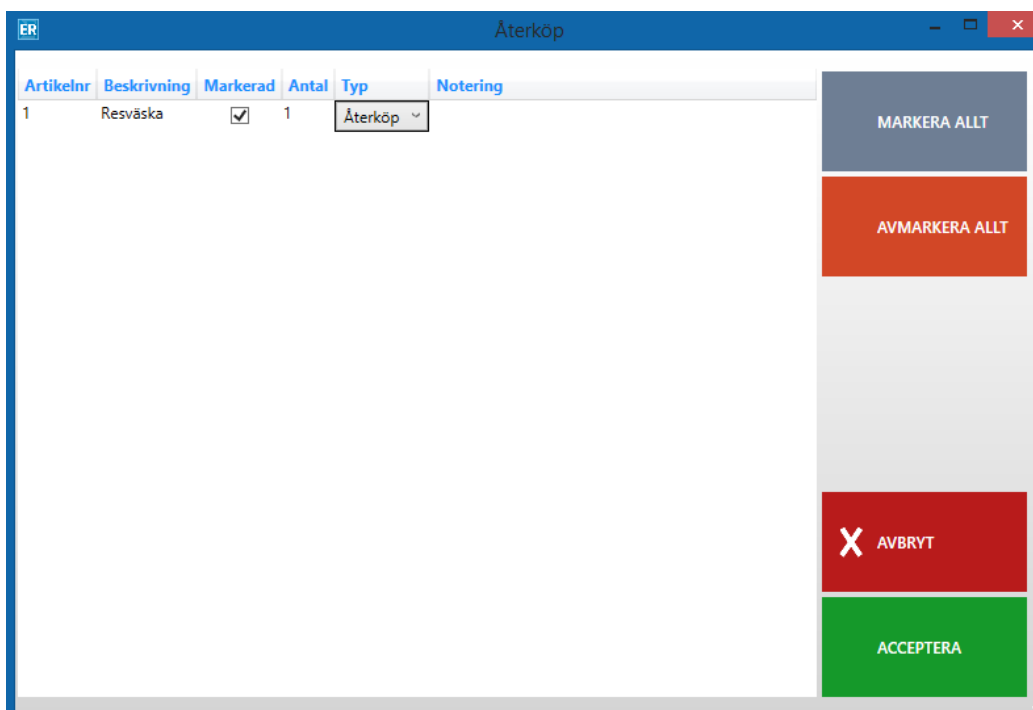 ER Återköp
Artikelnr Beskrivning Markerad Antal Typ Notering
1 Resväska 1 Återköp
MARKERA ALLT
AVMARKERA ALLT
AVBRYT
ACCEPTERA